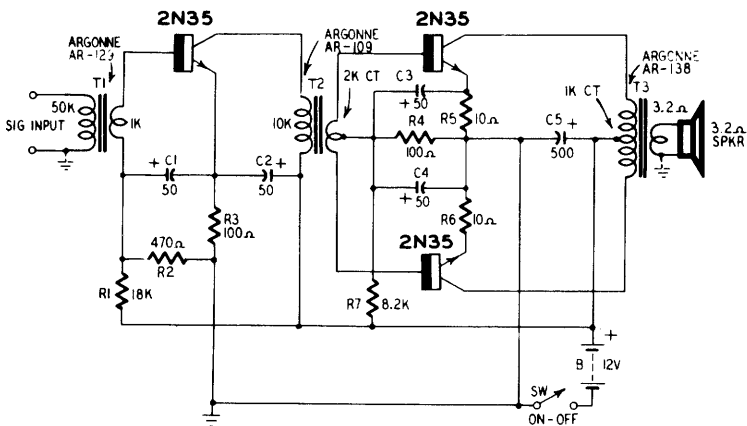 2N35
2N35
ARGONNE
AR-129
ARGONNE
AR-109
ARGONNE
AR-138
T1
T2
2K CT
C3
+ 50
T3
1K CT
3.2Ω
50K
SIG INPUT
1K
10K
R5
10Ω
R4
100Ω
C5
+
500
3.2Ω
SPKR
+ C1
50
C2 +
50
C4
+ 50
R3
100Ω
R6
10Ω
470Ω
R2
2N35
R1
18K
R7
8.2K
+
B
12V
SW
ON-OFF